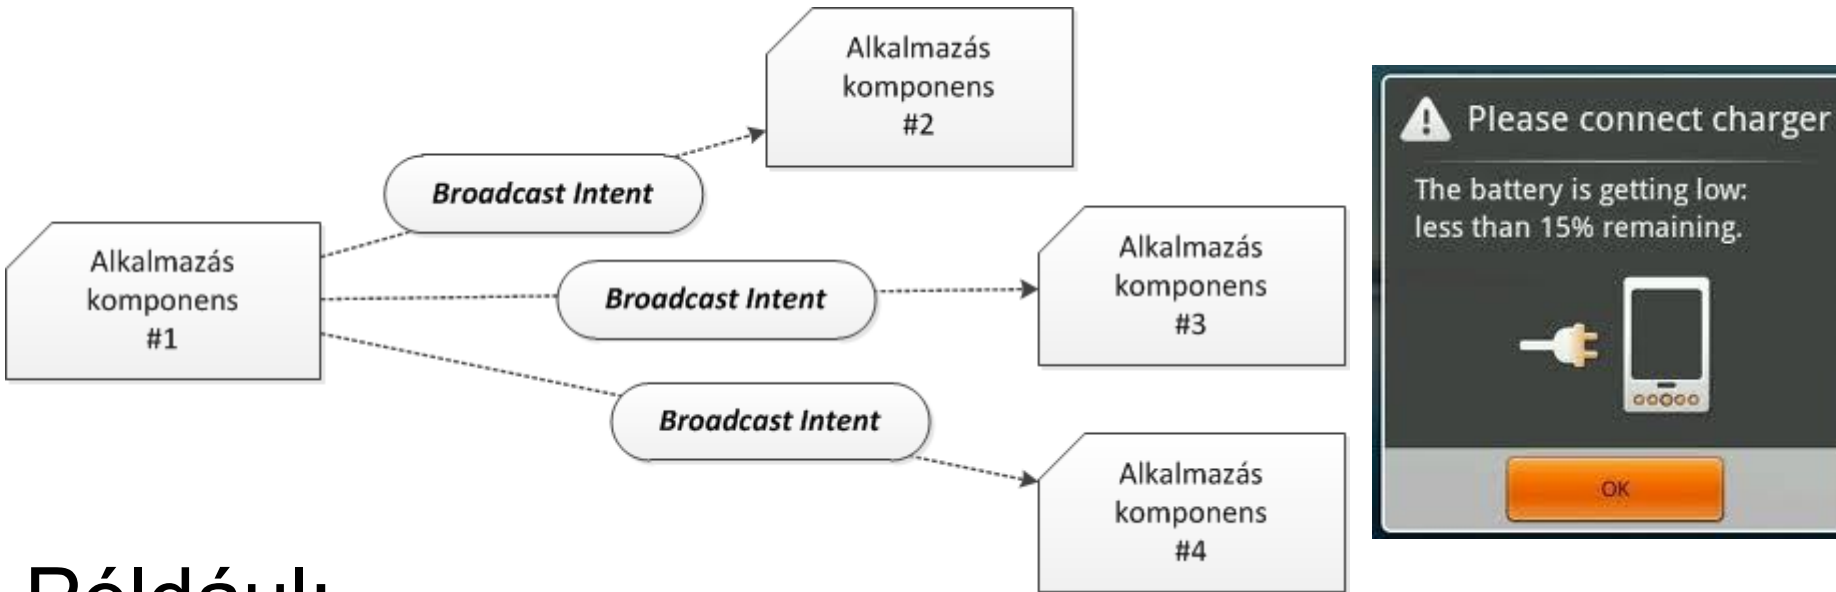 Alkalmazás
komponens
#2
Broadcast Intent
Alkalmazás
komponens
#1
Broadcast Intent
Alkalmazás
komponens
#3
Broadcast Intent
Alkalmazás
komponens
#4
Please connect charger
The battery is getting low:
less than 15% remaining.
OK
Például: